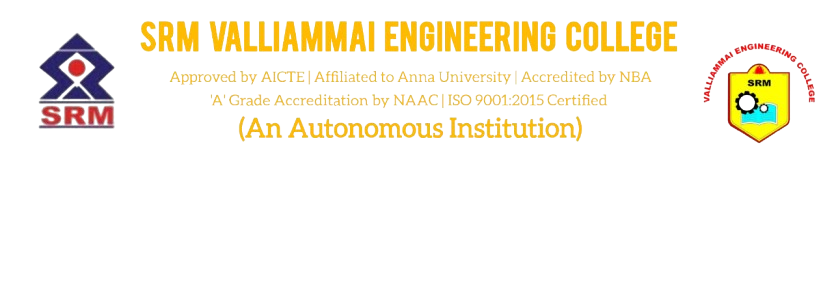 SRM VALLIAMMAI ENGINEERING COLLEGE
Approved by AICTE | Affiliated to Anna University | Accredited by NBA
'A' Grade Accreditation by NAAC | ISO 9001:2015 Certified
(An Autonomous Institution)
SRM
VALLIAMMAI ENGINEERING COLLEGE
SRM